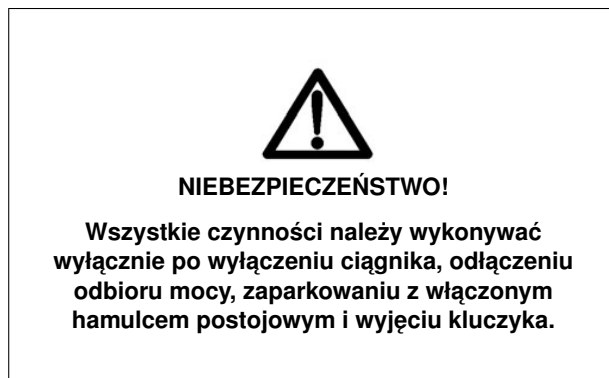 NIEBEZPIECZEŃSTWO!
Wszystkie czynności należy wykonywać
wyłącznie po wyłączeniu ciągnika, odłączeniu
odbioru mocy, zaparkowaniu z włączonym
hamulcem postojowym i wyjęciu kluczyka.